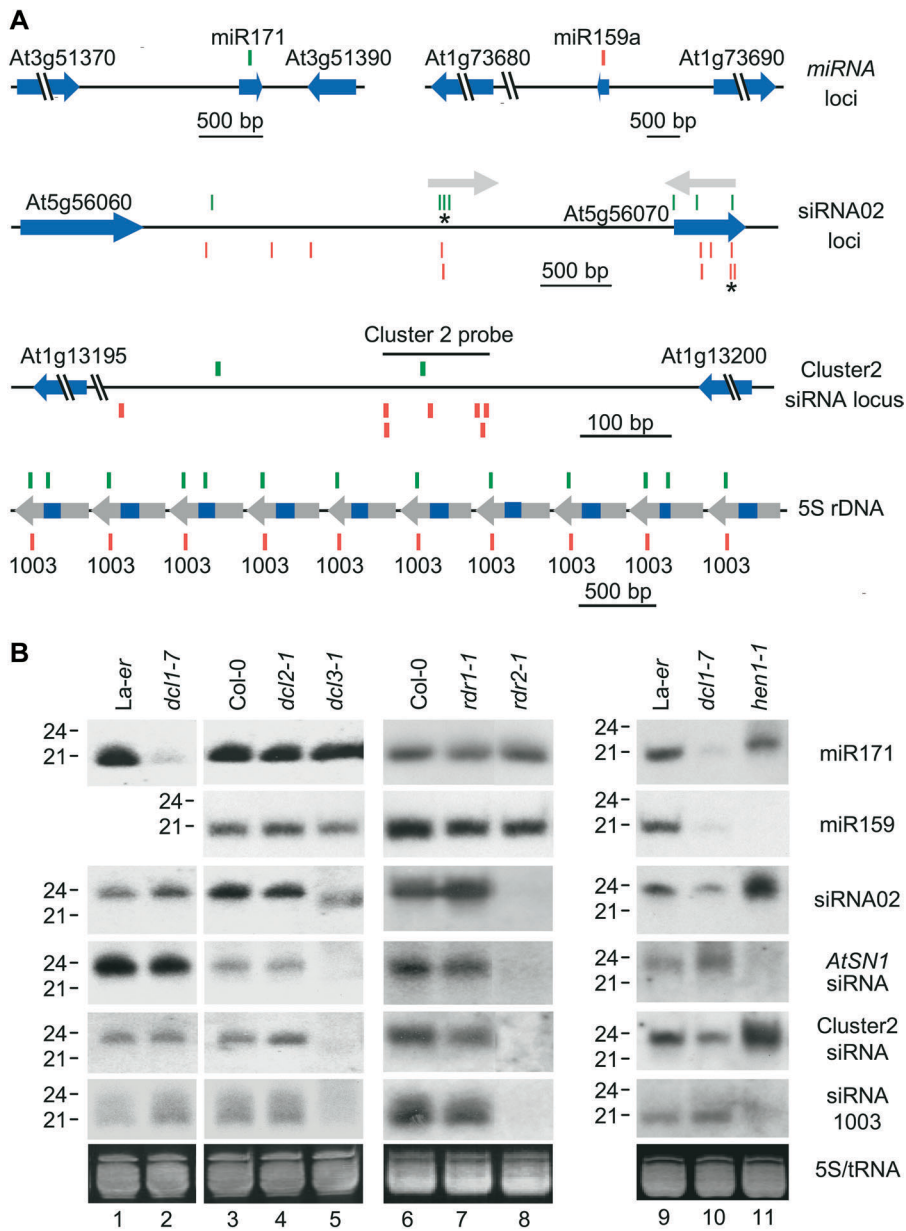 A
miR171
miR159a
At3g51370
At3g51390
At1g73680
At1g73690
miRNA
loci
500 bp
500 bp
At5g56060
At5g56070
siRNA02
loci
*
500 bp
*
Cluster 2 probe
At1g13195
At1g13200
Cluster2
siRNA locus
100 bp
5S rDNA
1003 1003 1003 1003 1003 1003 1003 1003 1003 1003
500 bp
B
La-er dcl1-7 Col-0 dcl2-1 dcl3-1 Col-0 rdr1-1 rdr2-1 La-er dcl1-7 hen1-1
24 24
21 21
miR171
24 24
21 21
miR159
24 24
21 21
siRNA02
24 24
21 21
AtSN1
siRNA
24 24
21 21
Cluster2
siRNA
24 24
21 21
siRNA
1003
5S/tRNA
1 2 3 4 5 6 7 8 9 10 11